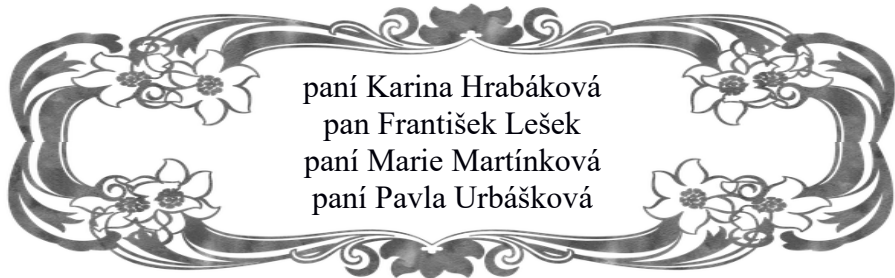 paní Karina Hrabáková
pan František Lešek
paní Marie Martínková
paní Pavla Urbášková